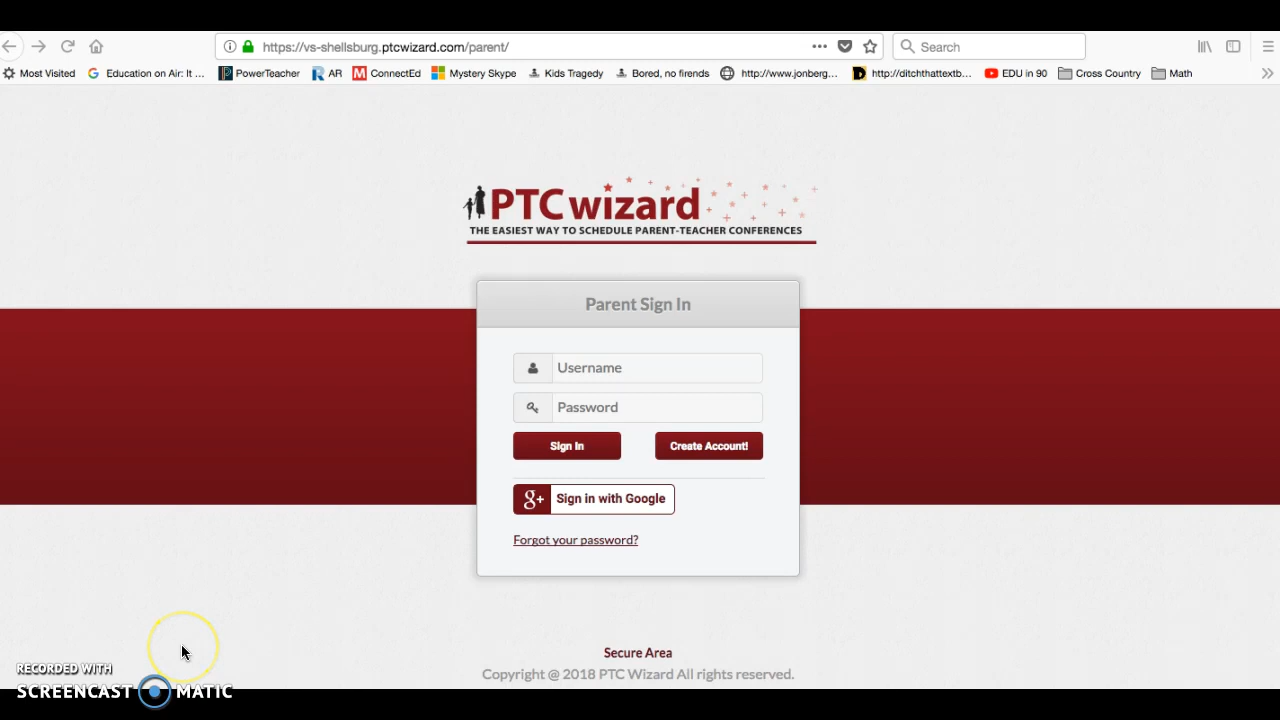 https://vs-shellsburg.ptcwizard.com/parent/
Search
Most Visited
Education on Air: It ...
PowerTeacher
AR
ConnectEd
Mystery Skype
Kids Tragedy
Bored, no firends
http://www.jonberg...
http://ditchthattextb...
EDU in 90
Cross Country
Math
PTC wizard
THE EASIEST WAY TO SCHEDULE PARENT-TEACHER CONFERENCES
Parent Sign In
Username
Password
Sign In
Create Account!
g+ Sign in with Google
Forgot your password?
Secure Area
Copyright @ 2018 PTC Wizard All rights reserved.
RECORDED WITH
SCREENCAST MATIC